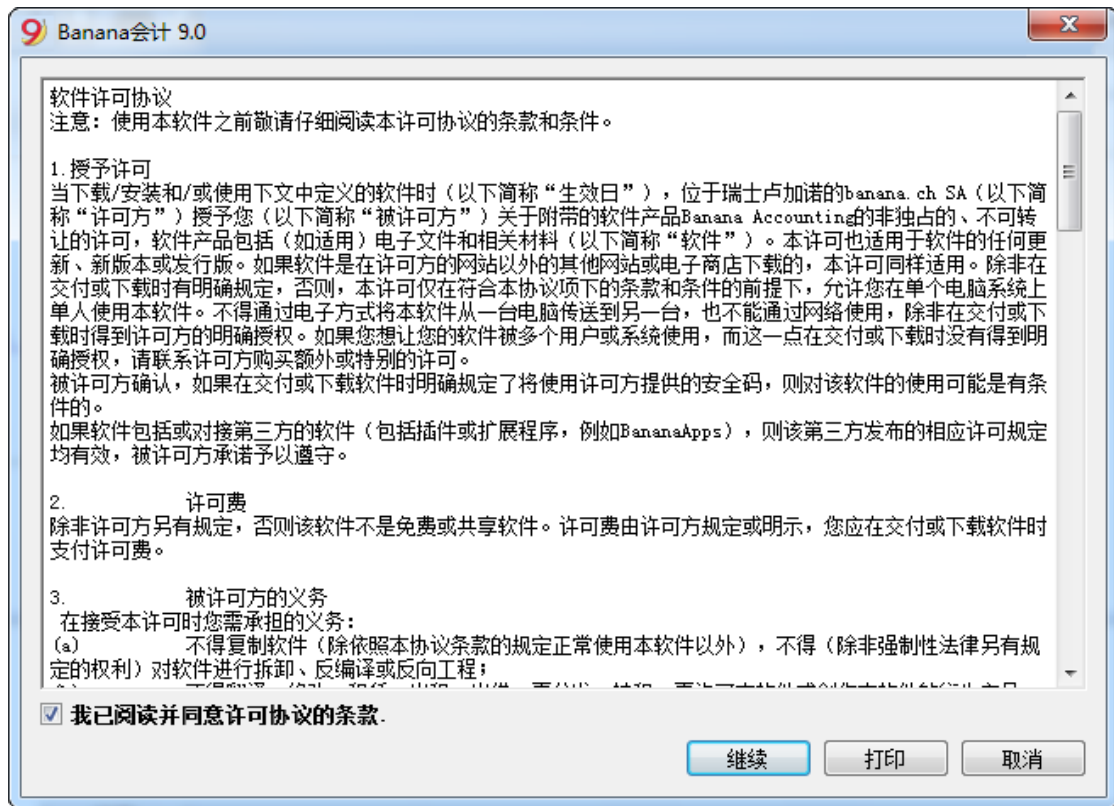 Banana会计 9.0
软件许可协议
注意：使用本软件之前敬请仔细阅读本许可协议的条款和条件。
1.授予许可
当下载/安装和/或使用下文中定义的软件时（以下简称“生效日”），位于瑞士卢加诺的banana.ch SA（以下简
称“许可方”）授予您（以下简称“被许可方”）关于附带的软件产品Banana Accounting的非独占的、不可转
让的许可，软件产品包括（如适用）电子文件和相关材料（以下简称“软件”）。本许可也适用于软件的任何更
新、新版本或发行版。如果软件是在许可方的网站以外的其他网站或电子商店下载的，本许可同样适用。除非在
交付或下载时有明确规定，否则，本许可仅在符合本协议项下的条款和条件的前提下，允许您在单个电脑系统上
单人使用本软件。不得通过电子方式将本软件从一台电脑传送到另一台，也不能通过网络使用，除非在交付或下
载时得到许可方的明确授权。如果您想让您的软件被多个用户或系统使用，而这一点在交付或下载时没有得到明
确授权，请联系许可方购买额外或特别的许可。
被许可方确认，如果在交付或下载软件时明确规定了将使用许可方提供的安全码，则对该软件的使用可能是有条
件的。
如果软件包括或对接第三方的软件（包括插件或扩展程序，例如BananaApps），则该第三方发布的相应许可规定
均有效，被许可方承诺予以遵守。
2. 许可费
除非许可方另有规定，否则该软件不是免费或共享软件。许可费由许可方规定或明示，您应在交付或下载软件时
支付许可费。
3. 被许可方的义务
在接受本许可时您需承担的义务：
(a) 不得复制软件（除依照本协议条款的规定正常使用本软件以外），不得（除非强制性法律另有规
定的权利）对软件进行拆卸、反编译或反向工程；
我已阅读并同意许可协议的条款.
继续 打印 取消